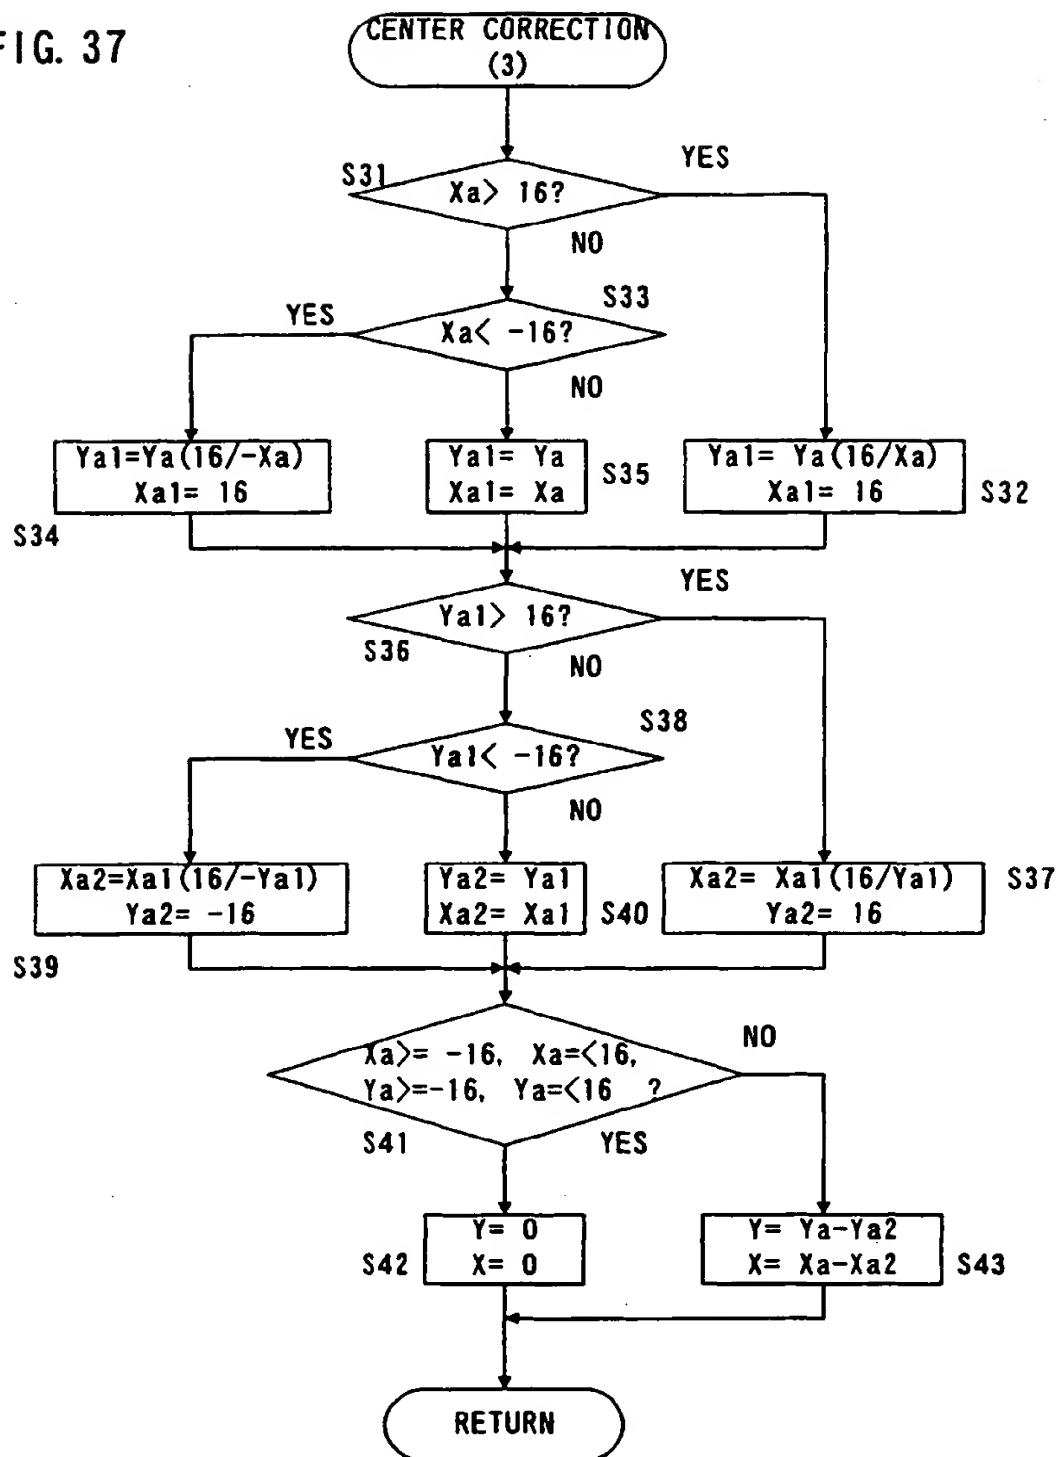 FIG. 37
CENTER CORRECTION
(3)
S31
Xa> 16?
YES
NO
S33
YES
Xa< -16?
NO
Ya1=Ya(16/-Xa)
Xa1= 16
S34
Ya1= Ya
Xa1= Xa
S35
Ya1= Ya(16/Xa)
Xa1= 16
S32
YES
Ya1> 16?
S36
NO
S38
YES
Ya1< -16?
NO
Xa2=Xa1(16/-Ya1)
Ya2= -16
S39
Ya2= Ya1
Xa2= Xa1
S40
Xa2= Xa1(16/Ya1)
Ya2= 16
S37
NO
Xa>= -16, Xa=<16,
Ya>=-16, Ya=<16 ?
S41
YES
Y= 0
X= 0
S42
Y= Ya-Ya2
X= Xa-Xa2
S43
RETURN